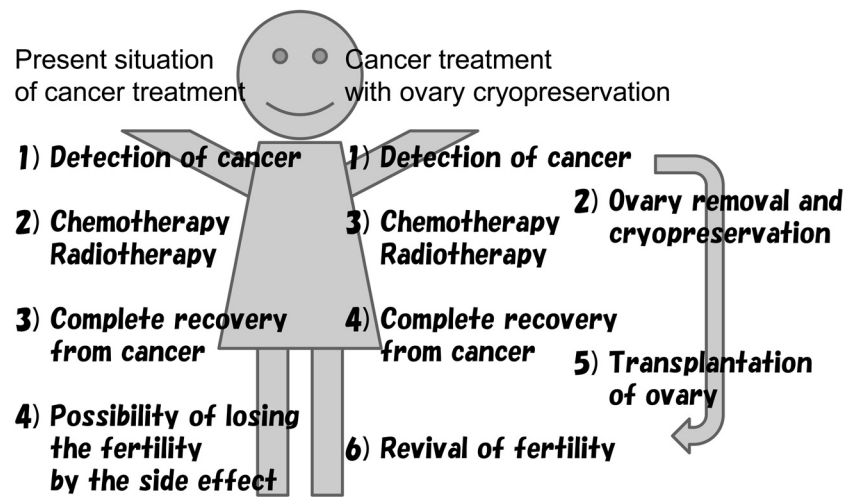 Present situation
of cancer treatment
1) Detection of cancer
2) Chemotherapy
Radiotherapy
3) Complete recovery
from cancer
4) Possibility of losing
the fertility
by the side effect
Cancer treatment
with ovary cryopreservation
1) Detection of cancer
2) Ovary removal and
cryopreservation
3) Chemotherapy
Radiotherapy
4) Complete recovery
from cancer
5) Transplantation
of ovary
6) Revival of fertility